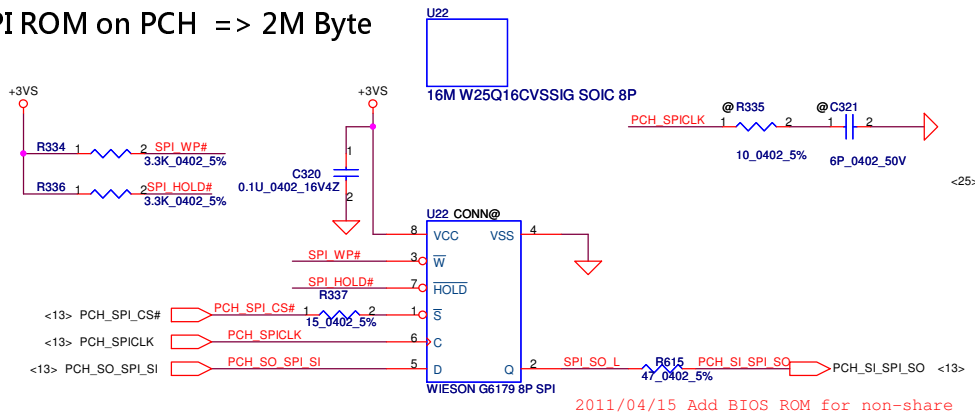 PI ROM on PCH => 2M Byte
U22
16M W25Q16CVSSIG SOIC 8P
+3VS
+3VS
R334 1 2 SPI_WP#
3.3K_0402_5%
R336 1 2 SPI_HOLD#
3.3K_0402_5%
1
C320
0.1U_0402_16V4Z
2
PCH_SPICLK 1 @ R335 2 1 @ C321 2
10_0402_5%
6P_0402_50V
<25>
U22 CONN@
8 VCC VSS 4
SPI_WP# 3 W
SPI_HOLD# 7 HOLD
R337
<13> PCH_SPI_CS# PCH_SPI_CS# 1 2 1 S
15_0402_5%
<13> PCH_SPICLK PCH_SPICLK 6 C
<13> PCH_SO_SPI_SI PCH_SO_SPI_SI 5 D Q 2 SPI_SO_L R615 PCH_SI_SPI_SO PCH_SI_SPI_SO <13>
47_0402_5%
WIESON G6179 8P SPI
2011/04/15 Add BIOS ROM for non-share